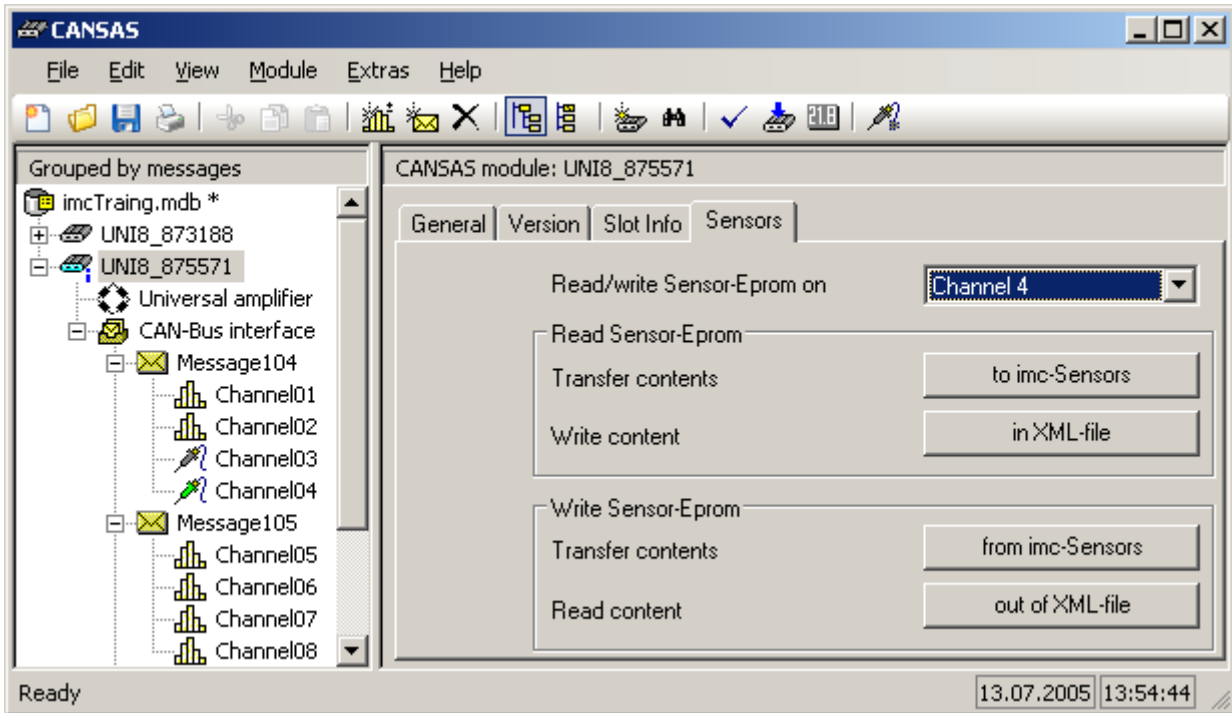 CANSAS
File Edit View Module Extras Help
21.8
Grouped by messages
imcTraing.mdb *
UNI8_873188
UNI8_875571
Universal amplifier
CAN-Bus interface
Message104
Channel01
Channel02
Channel03
Channel04
Message105
Channel05
Channel06
Channel07
Channel08
CANSAS module: UNI8_875571
General Version Slot Info Sensors
Read/write Sensor-Eprom on Channel 4
Read Sensor-Eprom
Transfer contents to imc-Sensors
Write content in XML-file
Write Sensor-Eprom
Transfer contents from imc-Sensors
Read content out of XML-file
Ready 13.07.2005 13:54:44